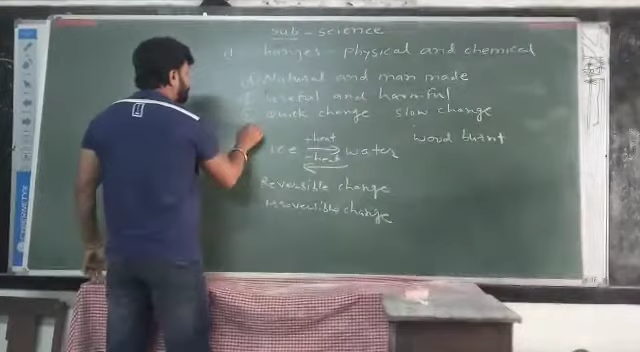 sub - science
hanges - physical and chemical
Natural and man made
useful and harmful
quick change slow change
+heat
ice water wood burnt
-heat
Reversible change
Irreversible change